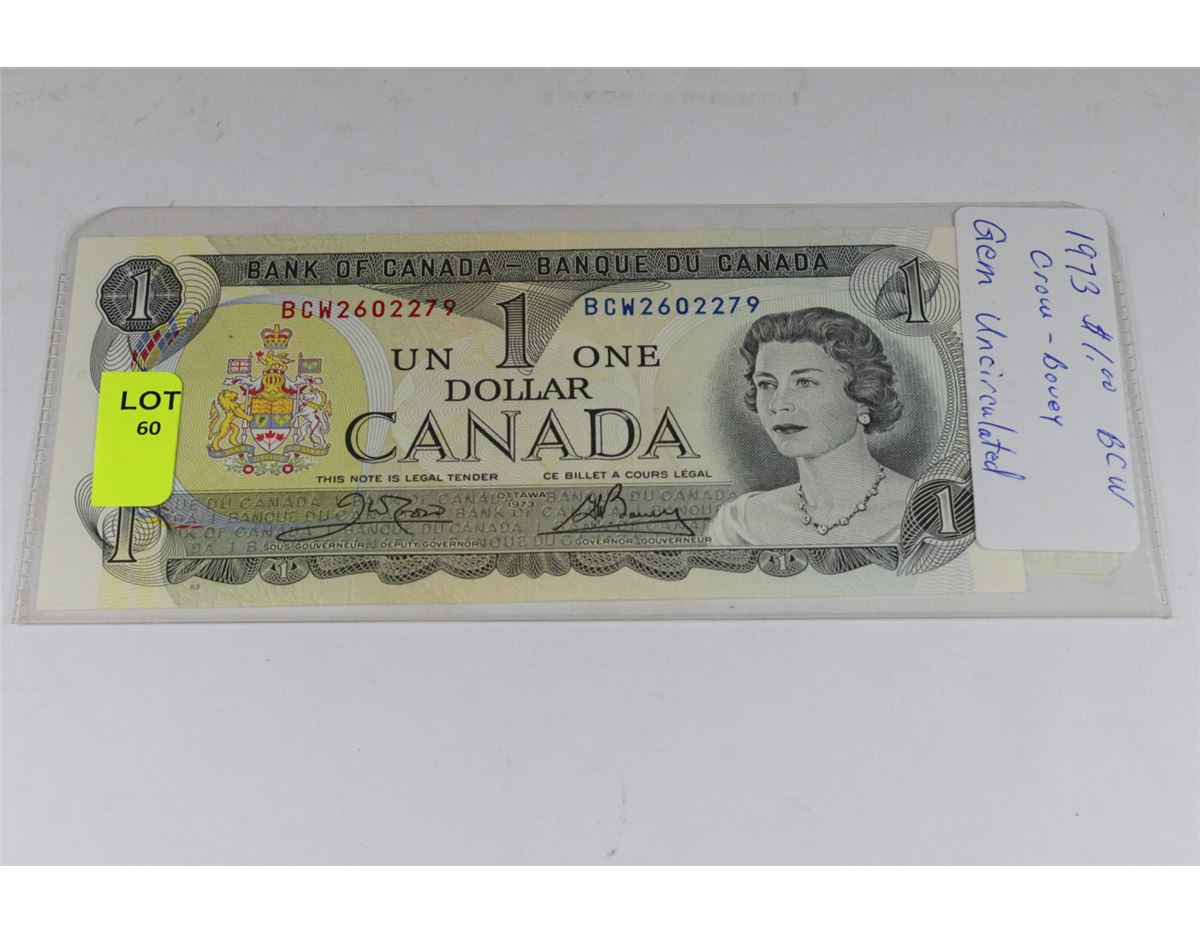 BANK OF CANADA — BANQUE DU CANADA
1
1
BCW2602279
1
BCW2602279
UN
ONE
DOLLAR
CANADA
THIS NOTE IS LEGAL TENDER
CE BILLET A COURS LÉGAL
OTTAWA
1973
SOUS-GOUVERNEUR DEPUTY GOVERNOR
GOVERNOR GOUVERNEUR
1
1
1
1
LOT
60
1973 $1.00 BCW
Crow - Bouey
Gem Uncirculated